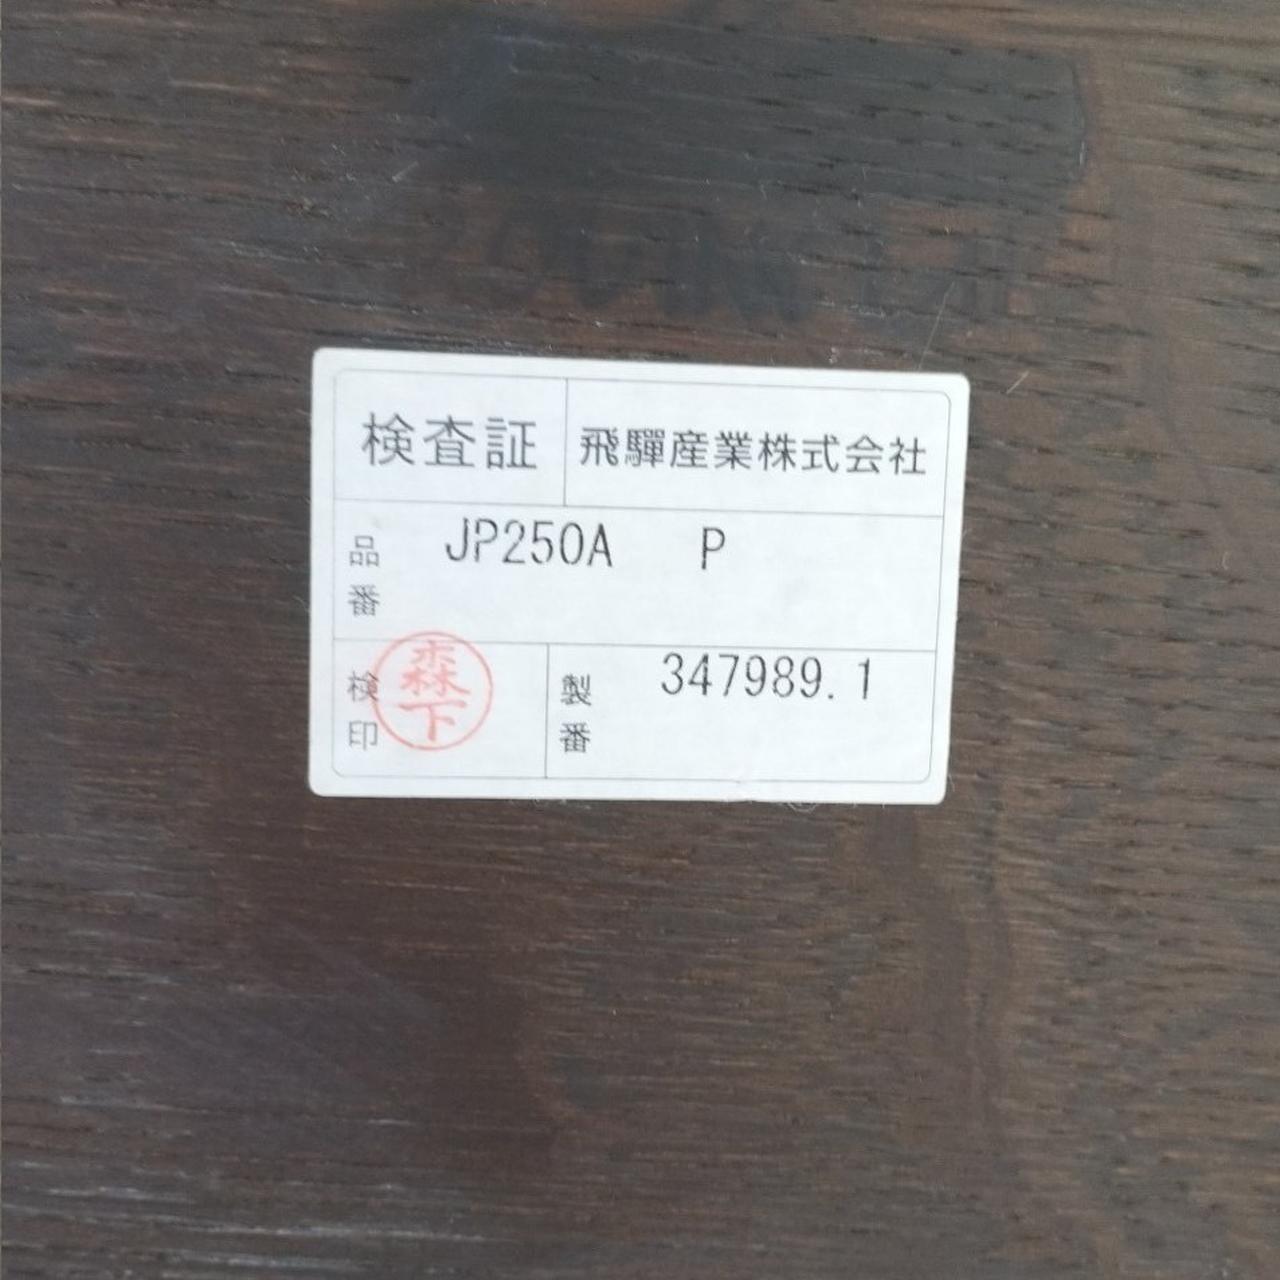 検査証 飛驒産業株式会社
品番 JP250A P
検印 森下 製番 347989.1